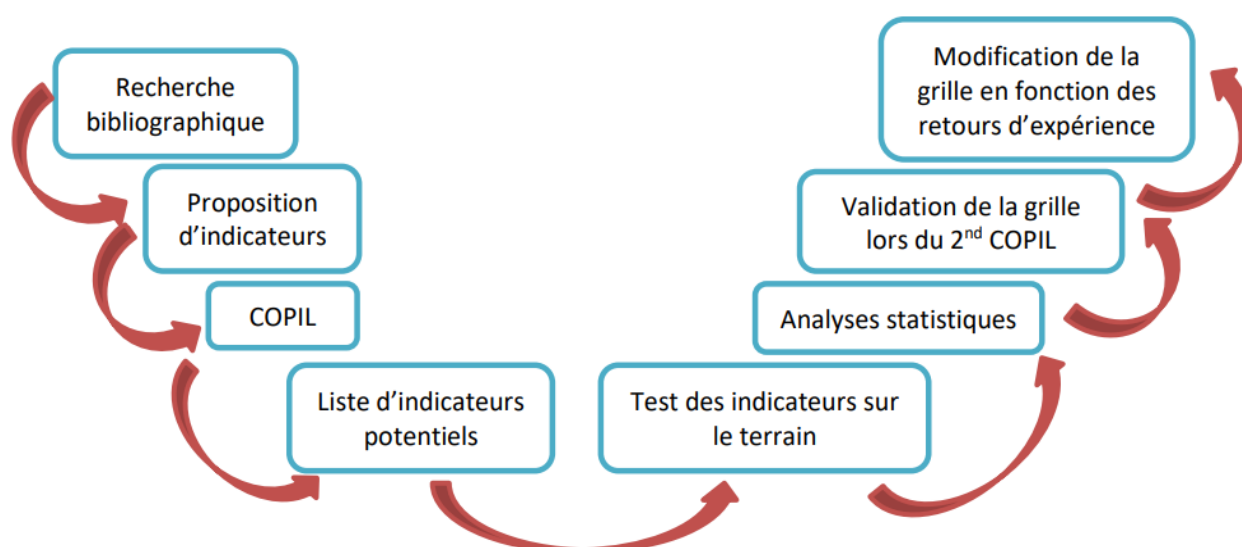 Recherche
bibliographique
Proposition
d'indicateurs
COPIL
Liste d'indicateurs
potentiels
Test des indicateurs sur
le terrain
Analyses statistiques
Validation de la grille
lors du 2nd COPIL
Modification de la
grille en fonction des
retours d'expérience